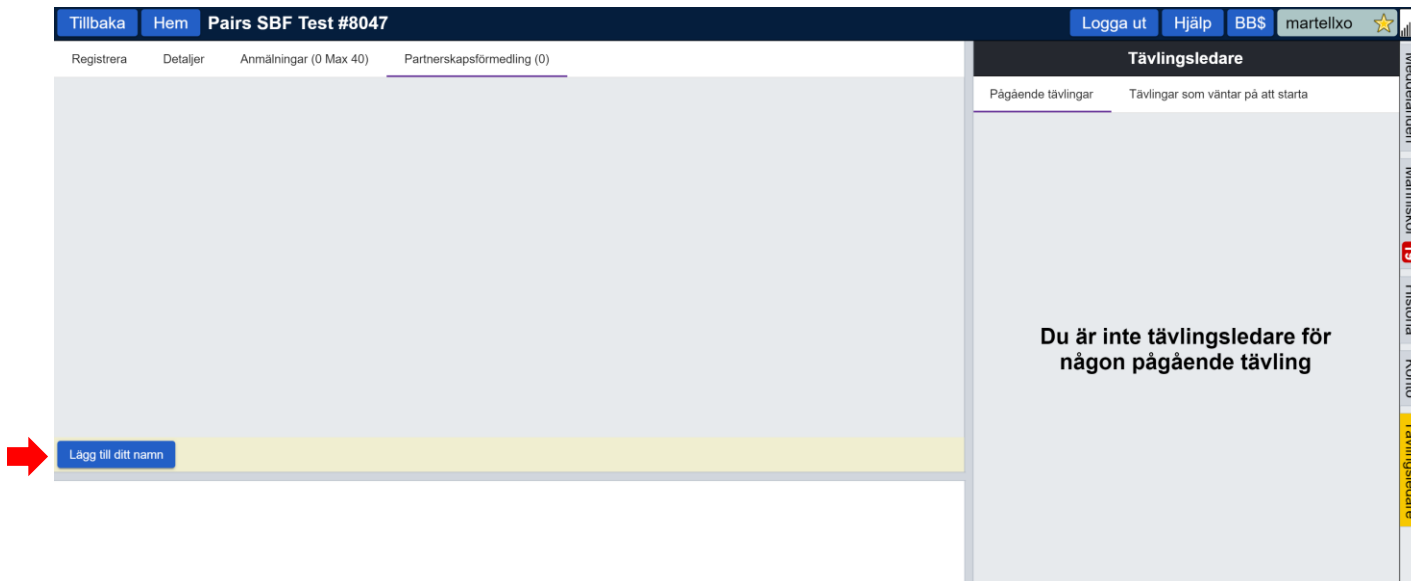 Tillbaka Hem Pairs SBF Test #8047 Logga ut Hjälp BB$ martellxo
Registrera Detaljer Anmälningar (0 Max 40) Partnerskapsförmedling (0)
Tävlingsledare
Pågående tävlingar Tävlingar som väntar på att starta
Du är inte tävlingsledare för
någon pågående tävling
Lägg till ditt namn
Meddelanden
Människor
Historia
Konto
Tävlingsledare